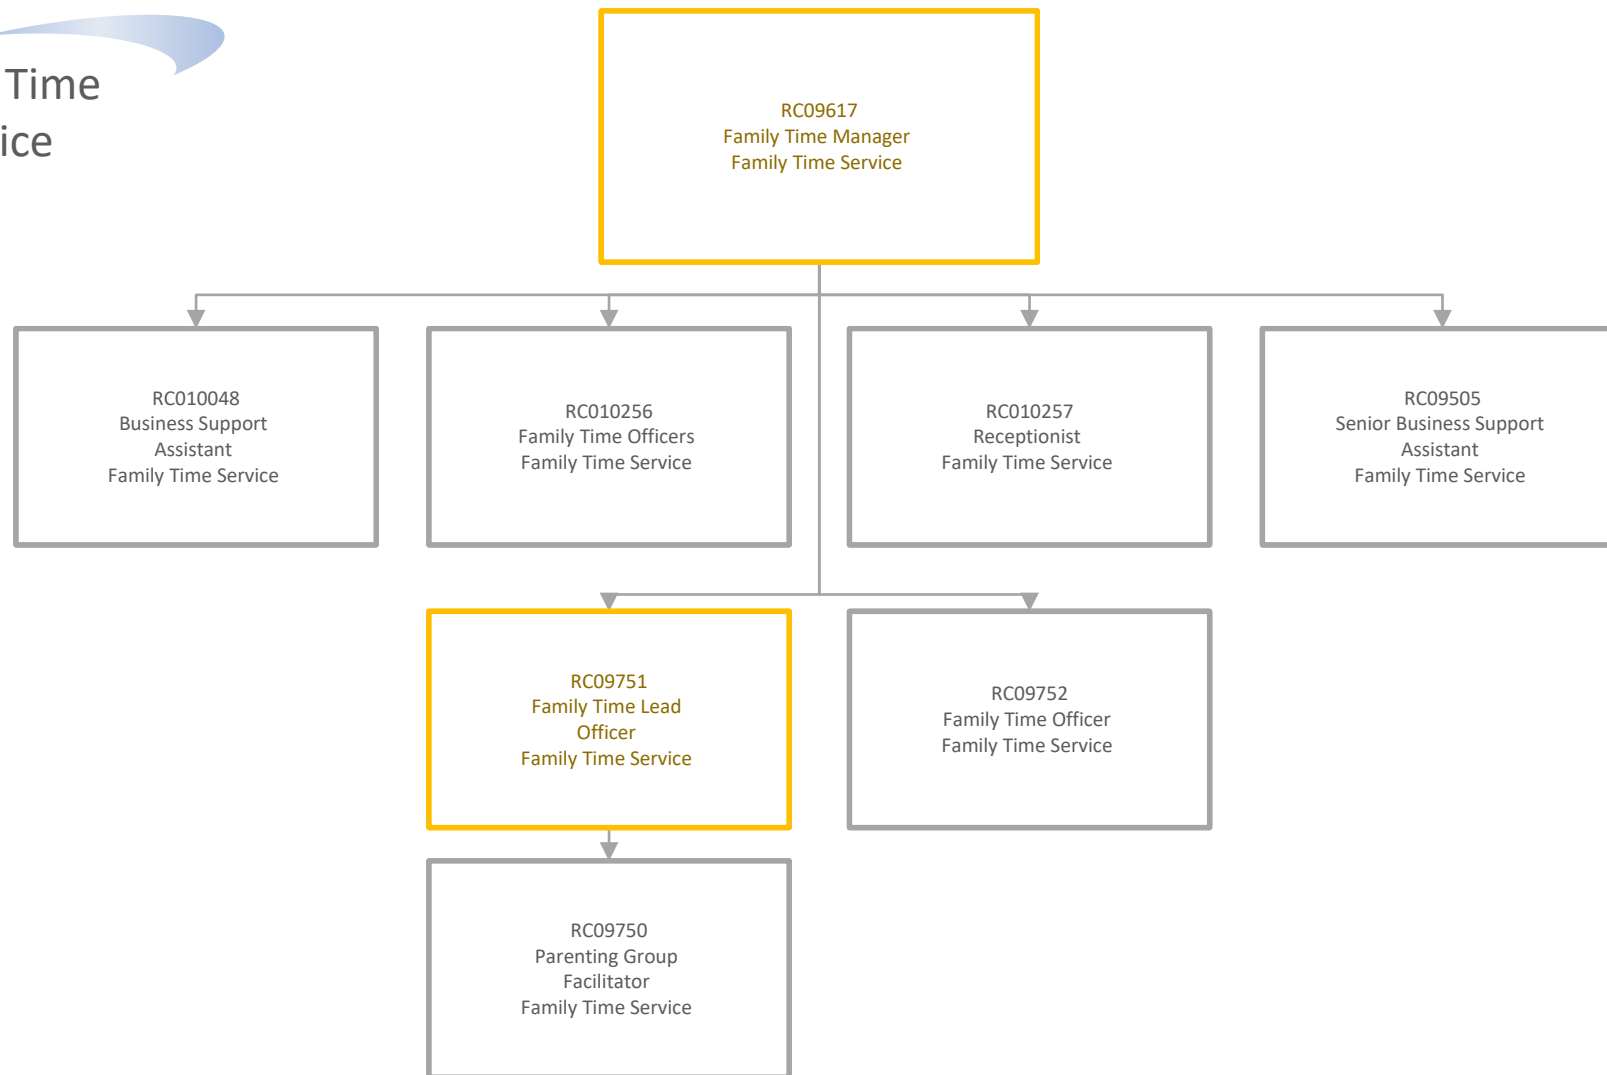 Time
ice
RC09617
Family Time Manager
Family Time Service
RC010048
Business Support
Assistant
Family Time Service
RC010256
Family Time Officers
Family Time Service
RC010257
Receptionist
Family Time Service
RC09505
Senior Business Support
Assistant
Family Time Service
RC09751
Family Time Lead
Officer
Family Time Service
RC09752
Family Time Officer
Family Time Service
RC09750
Parenting Group
Facilitator
Family Time Service